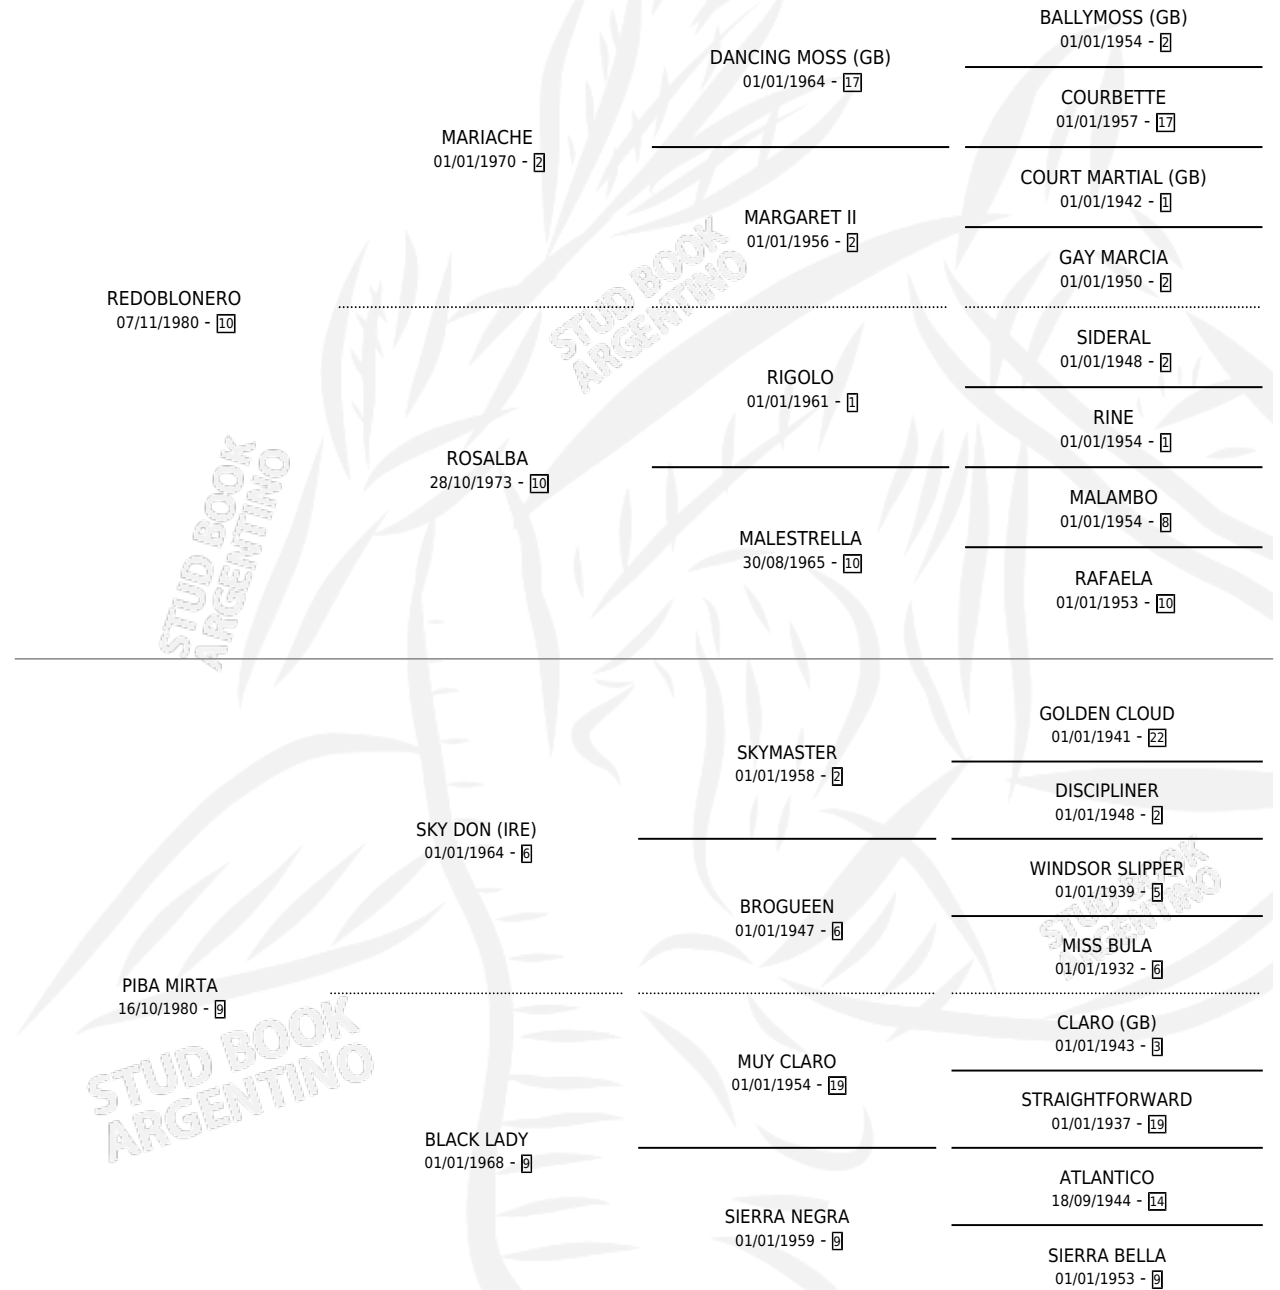 BALLYMOSS (GB)
01/01/1954 - 2
DANCING MOSS (GB)
01/01/1964 - 17
COURBETTE
01/01/1957 - 17
MARIACHE
01/01/1970 - 2
COURT MARTIAL (GB)
01/01/1942 - 1
MARGARET II
01/01/1956 - 2
GAY MARCIA
01/01/1950 - 2
REDOBLONERO
07/11/1980 - 10
SIDERAL
01/01/1948 - 2
RIGOLO
01/01/1961 - 1
RINE
01/01/1954 - 1
ROSALBA
28/10/1973 - 10
MALAMBO
01/01/1954 - 8
MALESTRELLA
30/08/1965 - 10
RAFAELA
01/01/1953 - 10
GOLDEN CLOUD
01/01/1941 - 22
SKYMASTER
01/01/1958 - 2
DISCIPLINER
01/01/1948 - 2
SKY DON (IRE)
01/01/1964 - 6
WINDSOR SLIPPER
01/01/1939 - 5
BROGUEEN
01/01/1947 - 6
MISS BULA
01/01/1932 - 6
PIBA MIRTA
16/10/1980 - 9
CLARO (GB)
01/01/1943 - 3
MUY CLARO
01/01/1954 - 19
STRAIGHTFORWARD
01/01/1937 - 19
BLACK LADY
01/01/1968 - 9
ATLANTICO
18/09/1944 - 14
SIERRA NEGRA
01/01/1959 - 9
SIERRA BELLA
01/01/1953 - 9
STUD BOOK
ARGENTINO
STUD BOOK
ARGENTINO
STUD BOOK
ARGENTINO
STUD BOOK
ARGENTINO